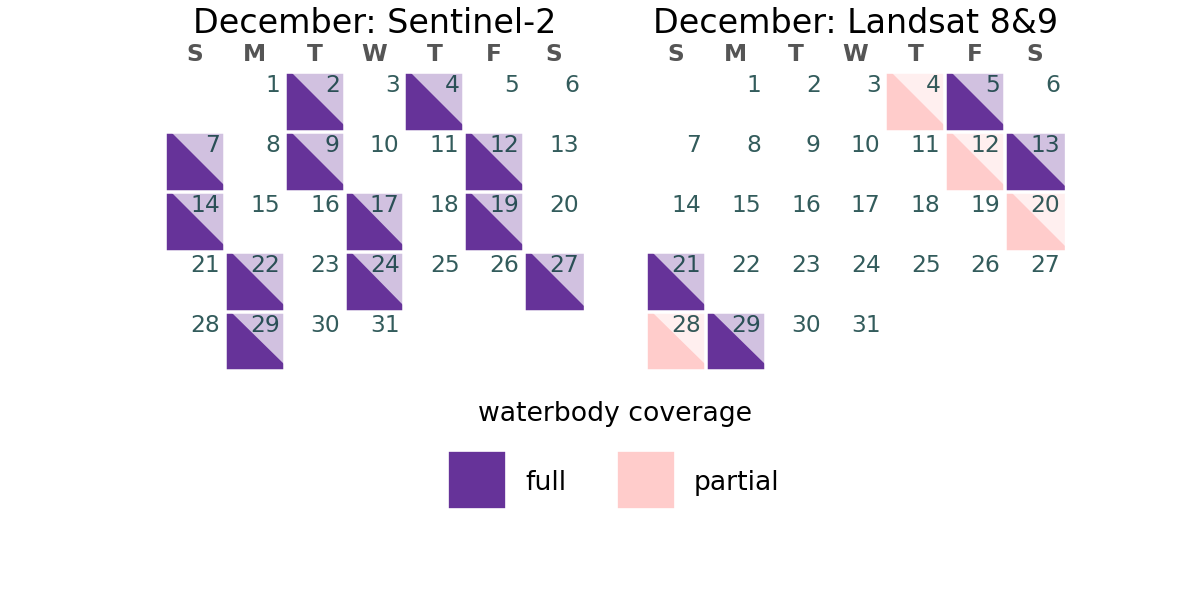 December: Sentinel-2
S M T W T F S
1 2 3 4 5 6
7 8 9 10 11 12 13
14 15 16 17 18 19 20
21 22 23 24 25 26 27
28 29 30 31
December: Landsat 8&9
S M T W T F S
1 2 3 4 5 6
7 8 9 10 11 12 13
14 15 16 17 18 19 20
21 22 23 24 25 26 27
28 29 30 31
waterbody coverage
full partial